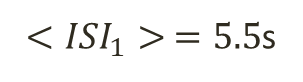 < ISI₁ > = 5.5s